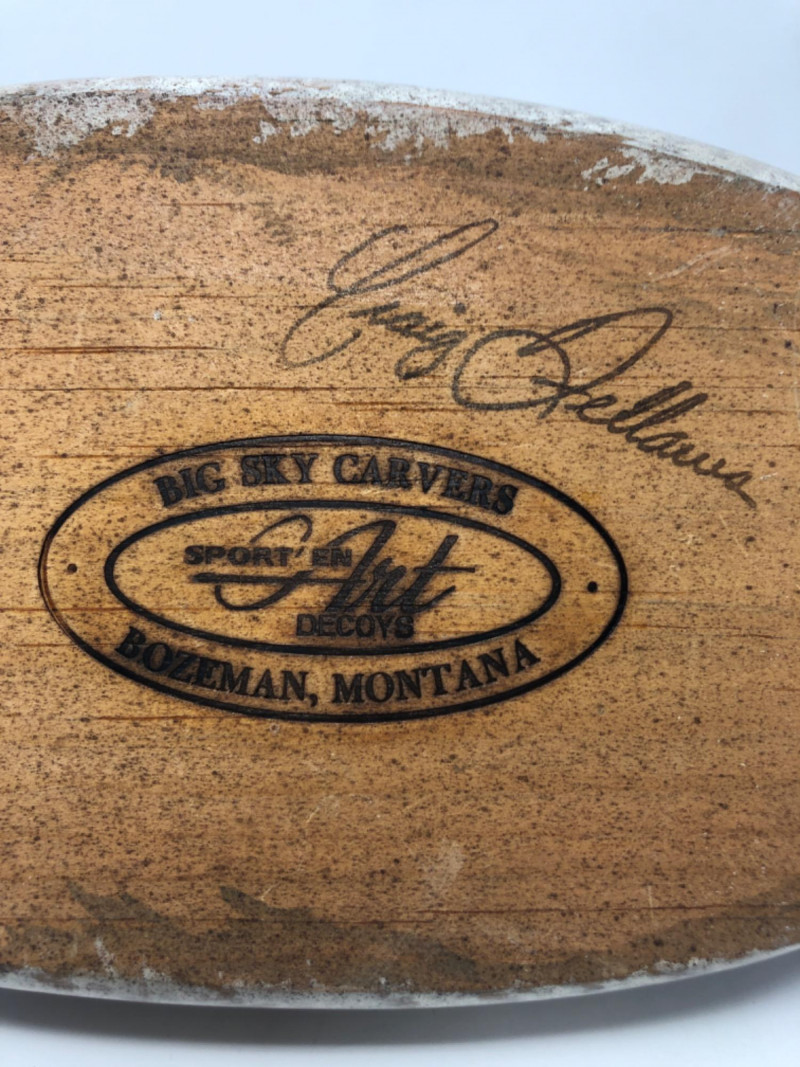 Craig Fellows
BIG SKY CARVERS
SPORT' EN Art
DECOYS
BOZEMAN, MONTANA